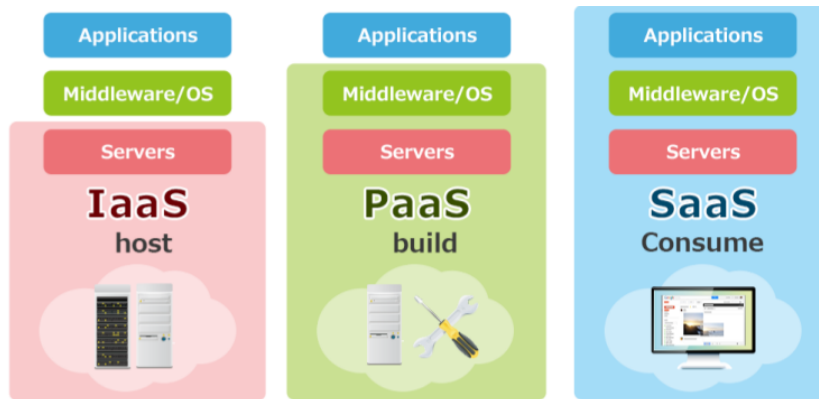 Applications
Middleware/OS
Servers
IaaS
host
Applications
Middleware/OS
Servers
PaaS
build
Applications
Middleware/OS
Servers
SaaS
Consume